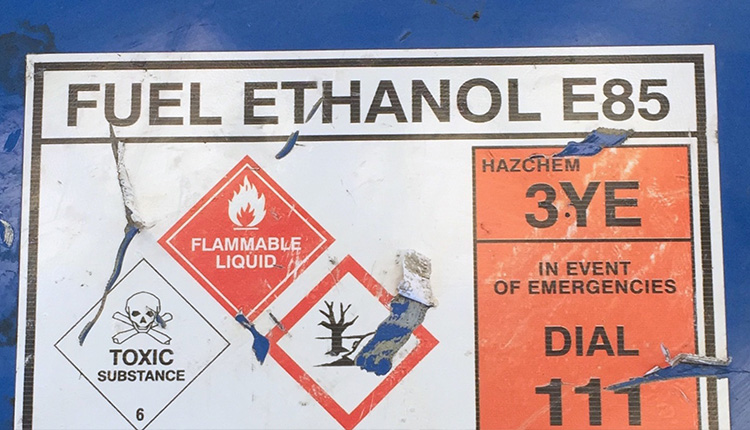 FUEL ETHANOL E85
HAZCHEM
3YE
FLAMMABLE
LIQUID
IN EVENT
OF EMERGENCIES
DIAL
111
TOXIC
SUBSTANCE
6